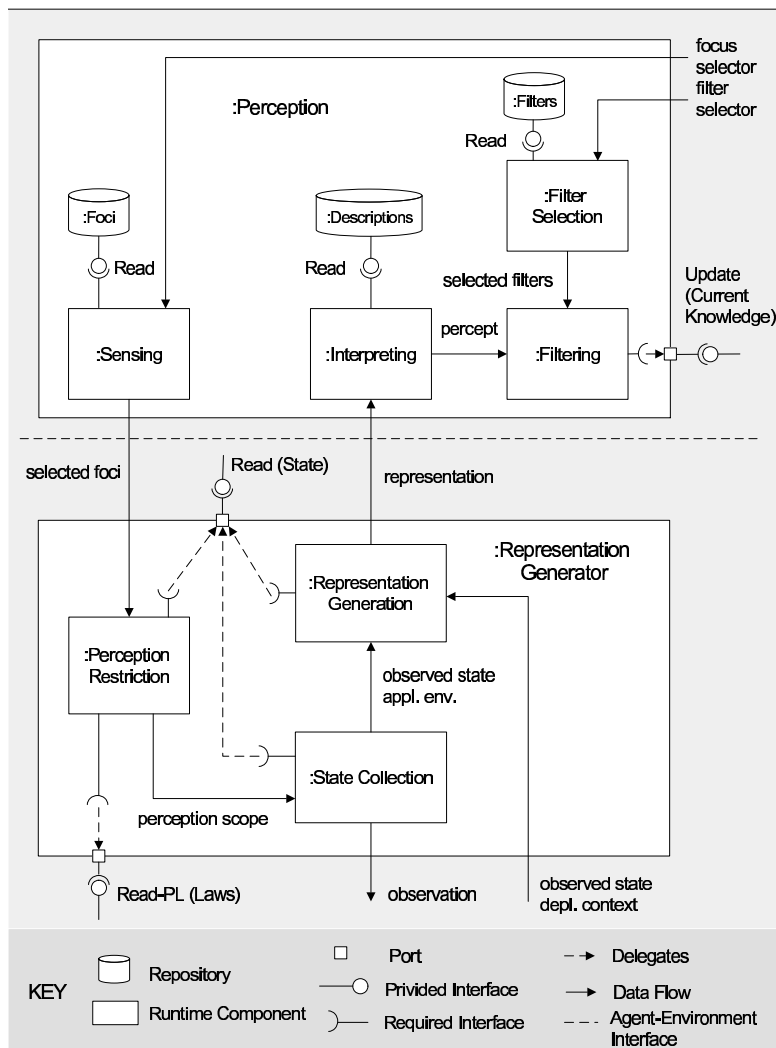 focus
selector
filter
selector
:Perception
:Filters
Read
:Foci
:Descriptions
:Filter
Selection
Read
Read
selected filters
Update
(Current
Knowledge)
:Sensing
:Interpreting
percept
:Filtering
selected foci
Read (State)
representation
:Representation
Generator
:Representation
Generation
:Perception
Restriction
observed state
appl. env.
:State Collection
perception scope
Read-PL (Laws)
observation
observed state
depl. context
KEY
Repository
Runtime Component
Port
Privided Interface
Required Interface
Delegates
Data Flow
Agent-Environment
Interface